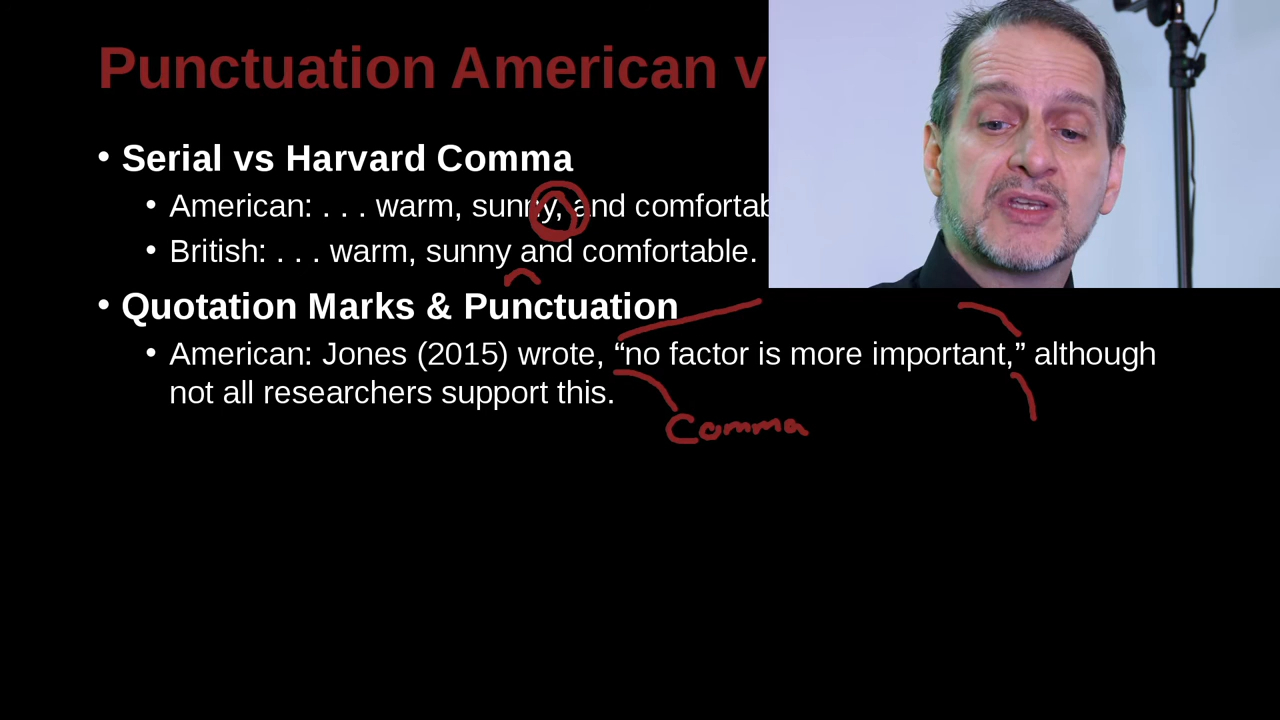 Punctuation American v
• Serial vs Harvard Comma
• American: . . . warm, sunny, and comfortab
• British: . . . warm, sunny and comfortable.
• Quotation Marks & Punctuation
• American: Jones (2015) wrote, “no factor is more important,” although
not all researchers support this.
Comma